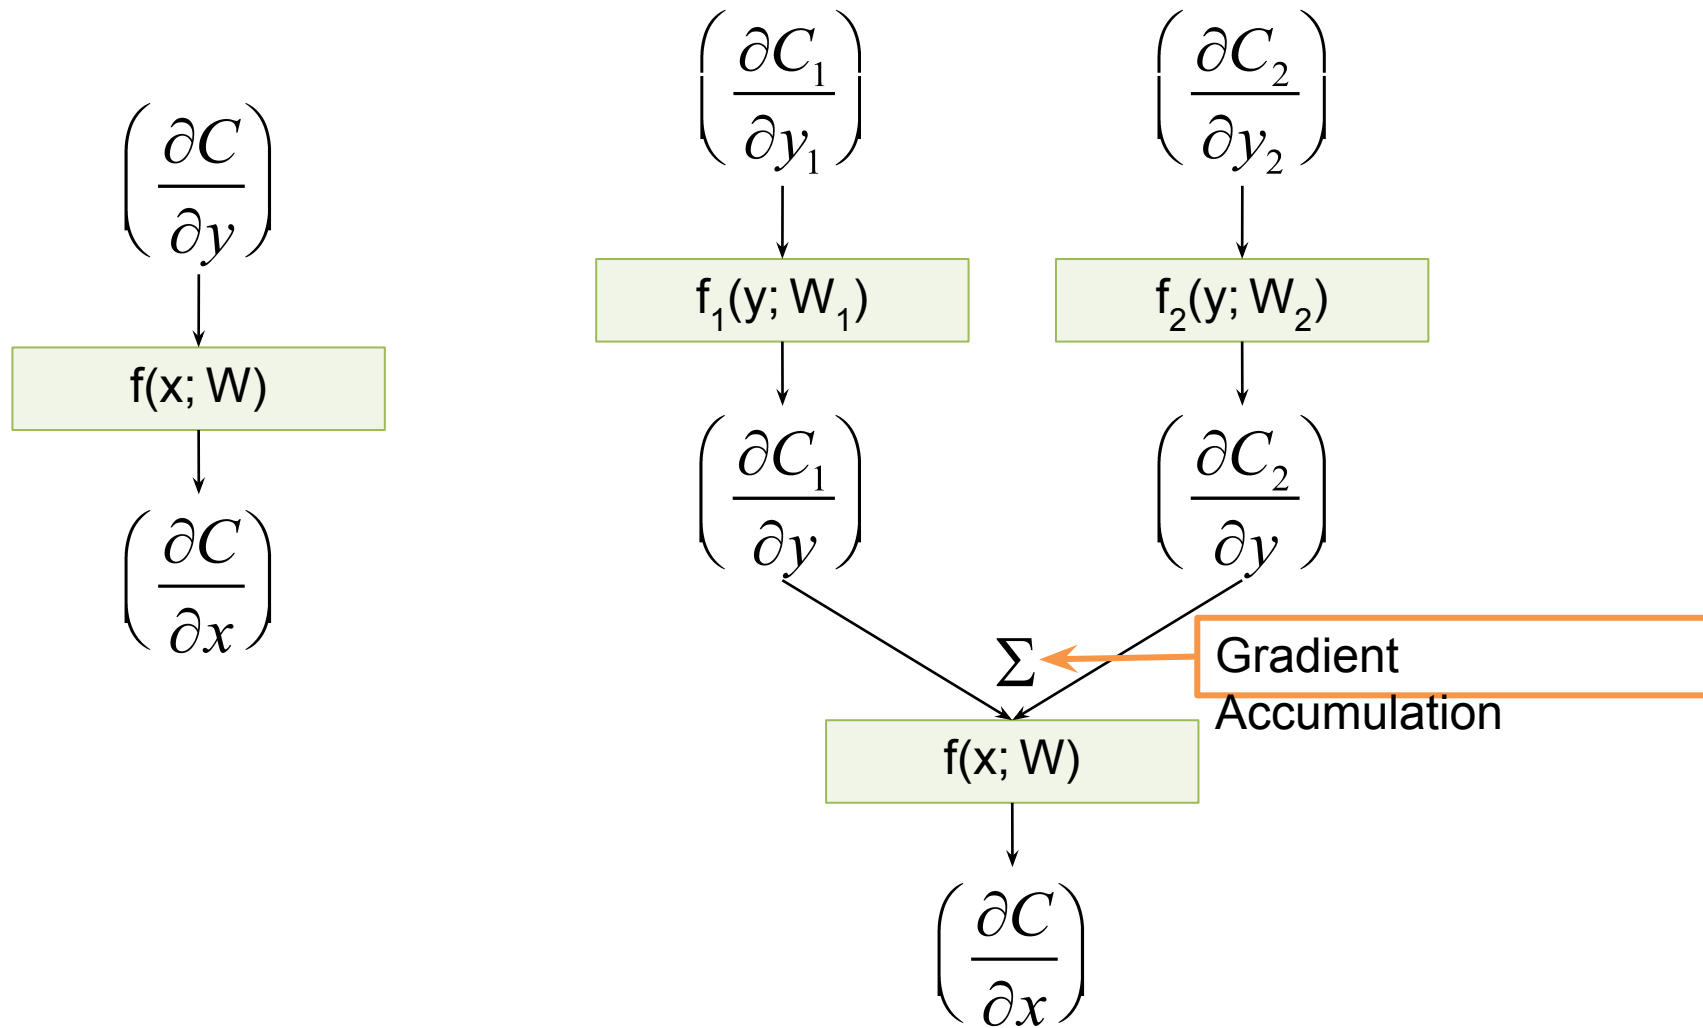 (∂C/∂y)
f(x; W)
(∂C/∂x)
(∂C₁/∂y₁)
(∂C₂/∂y₂)
f₁(y; W₁)
f₂(y; W₂)
(∂C₁/∂y)
(∂C₂/∂y)
Σ
Gradient
Accumulation
f(x; W)
(∂C/∂x)